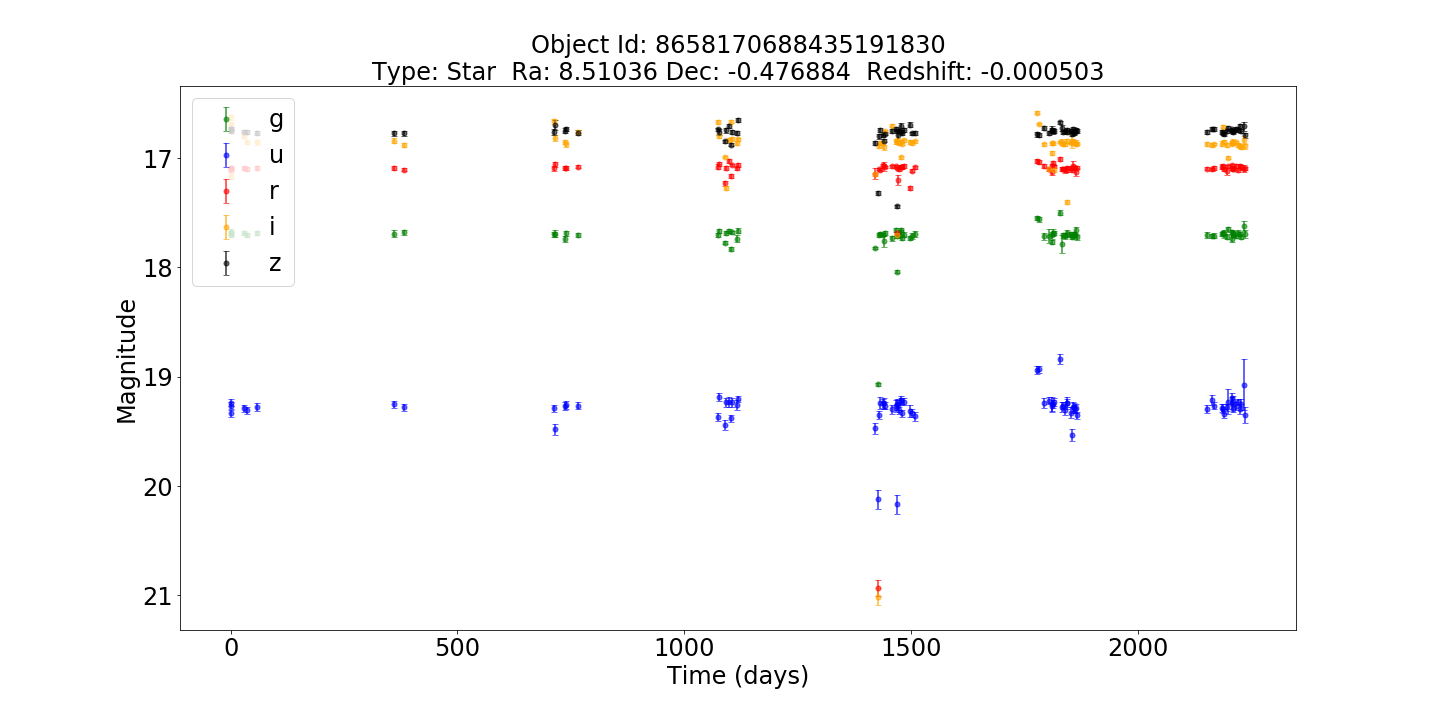 Object Id: 8658170688435191830
Type: Star  Ra: 8.51036 Dec: -0.476884  Redshift: -0.000503
g
u
r
i
z
17
18
19
20
21
Magnitude
0
500
1000
1500
2000
Time (days)